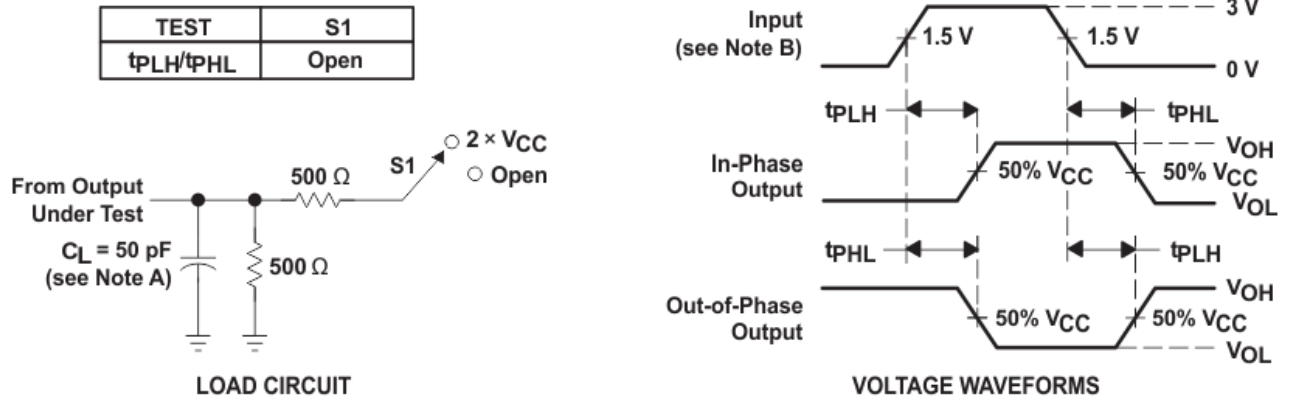 TEST S1
tPLH/tPHL Open
From Output
Under Test
CL = 50 pF
(see Note A)
500 Ω
500 Ω
S1
2 × VCC
Open
LOAD CIRCUIT
Input
(see Note B)
1.5 V 1.5 V
3 V
0 V
tPLH tPHL
In-Phase
Output
50% VCC 50% VCC
VOH
VOL
tPHL tPLH
Out-of-Phase
Output
50% VCC 50% VCC
VOH
VOL
VOLTAGE WAVEFORMS